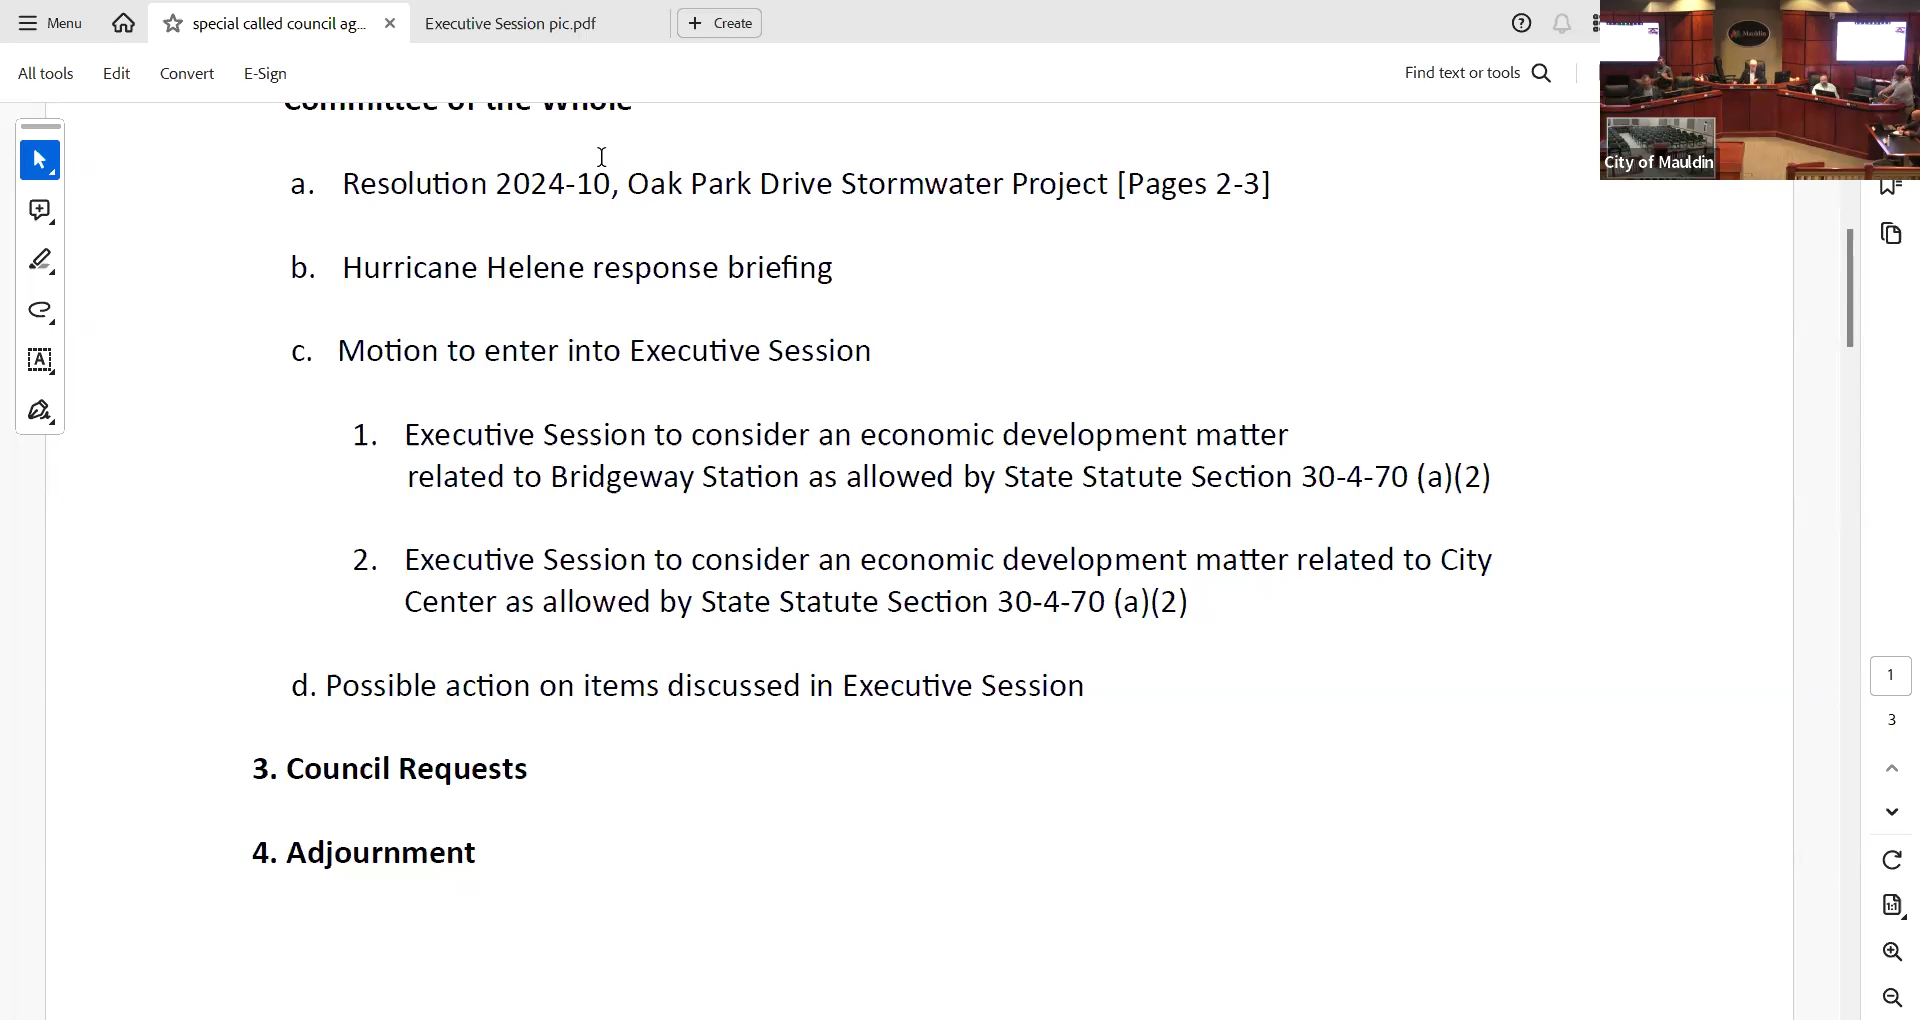 Menu
special called council ag...
Executive Session pic.pdf
Create
All tools
Edit
Convert
E-Sign
Find text or tools
Mauldin
City of Mauldin
Committee of the Whole
a. Resolution 2024-10, Oak Park Drive Stormwater Project [Pages 2-3]
b. Hurricane Helene response briefing
c. Motion to enter into Executive Session
1. Executive Session to consider an economic development matter
related to Bridgeway Station as allowed by State Statute Section 30-4-70 (a)(2)
2. Executive Session to consider an economic development matter related to City
Center as allowed by State Statute Section 30-4-70 (a)(2)
d. Possible action on items discussed in Executive Session
3. Council Requests
4. Adjournment
1
3